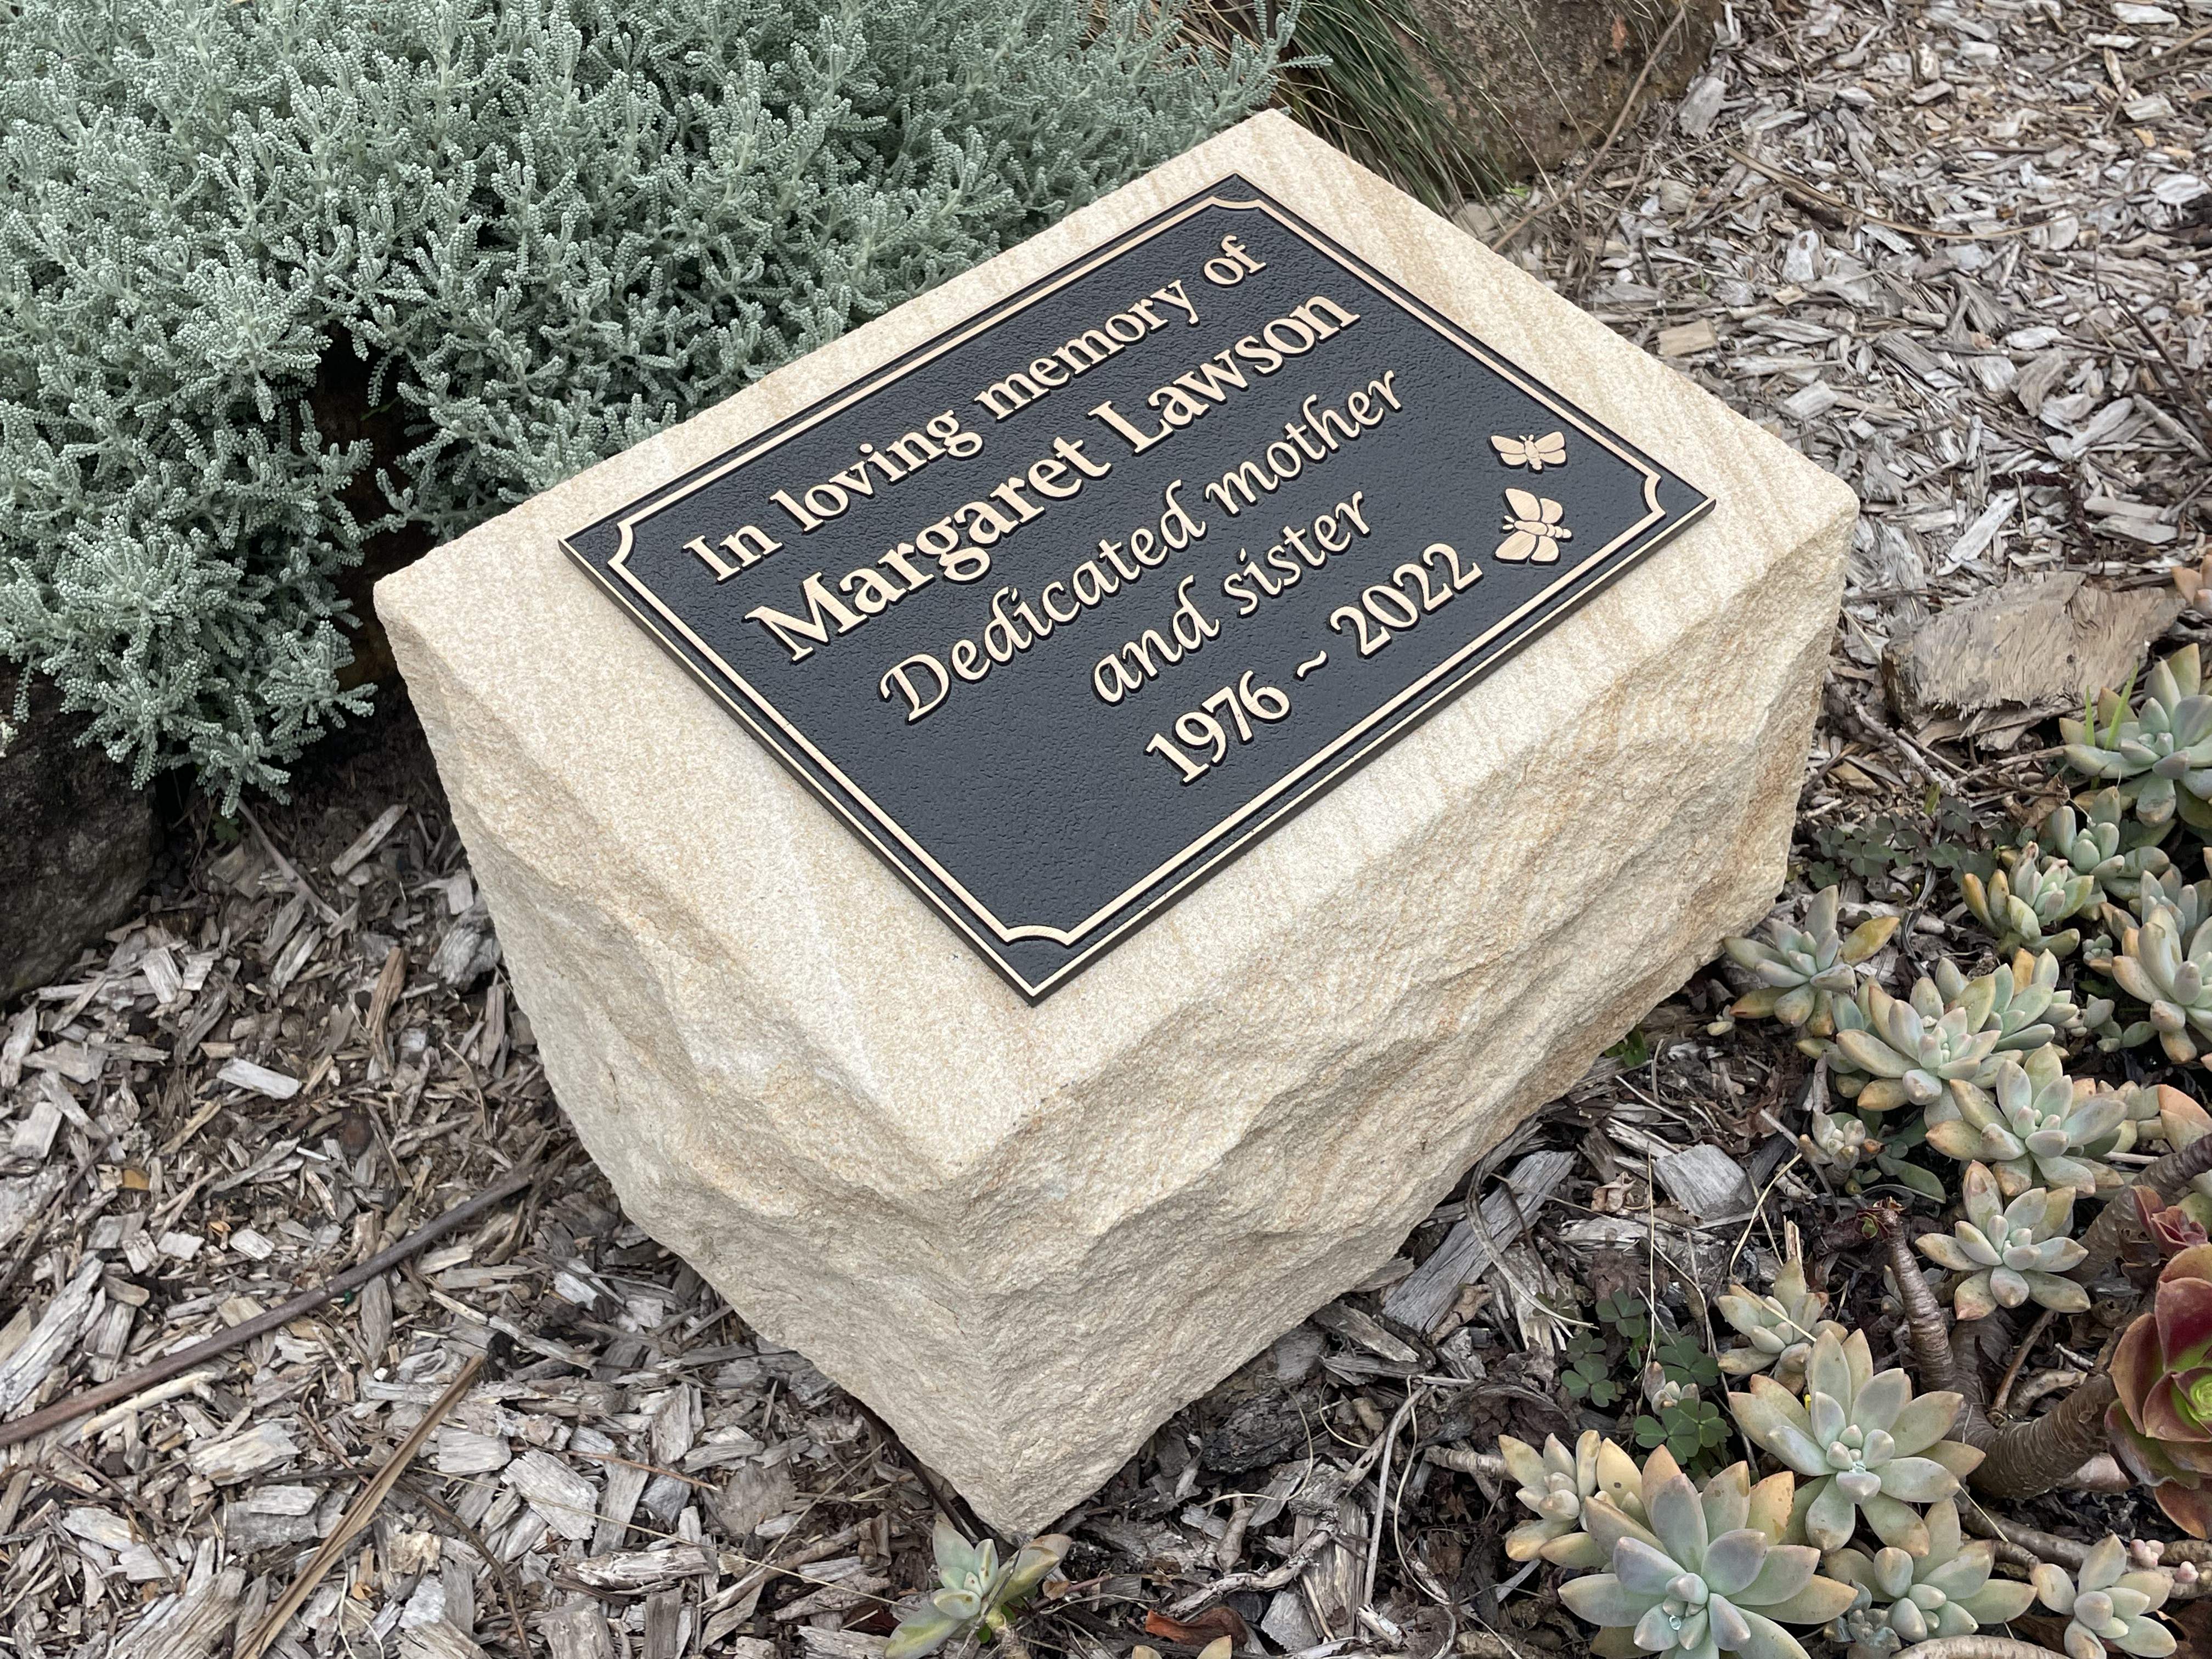 In loving memory of
Margaret Lawson
Dedicated mother
and sister
1976 ~ 2022